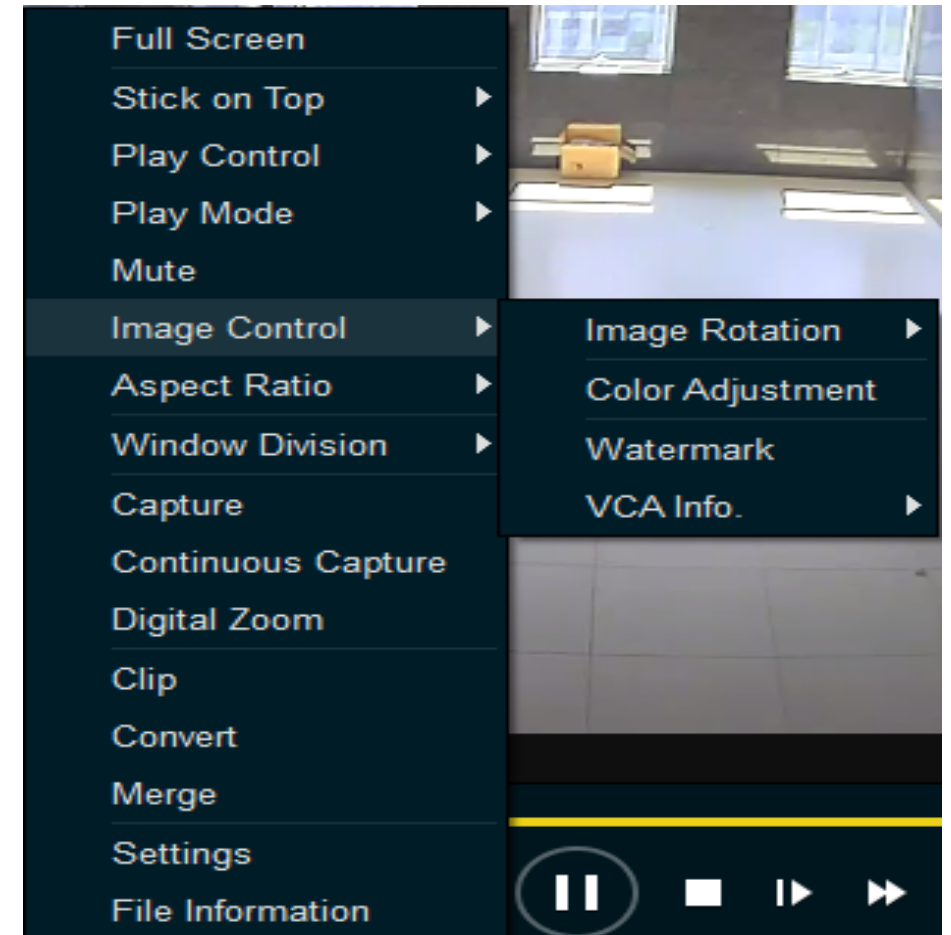 Full Screen
Stick on Top
Play Control
Play Mode
Mute
Image Control
Aspect Ratio
Window Division
Capture
Continuous Capture
Digital Zoom
Clip
Convert
Merge
Settings
File Information
Image Rotation
Color Adjustment
Watermark
VCA Info.